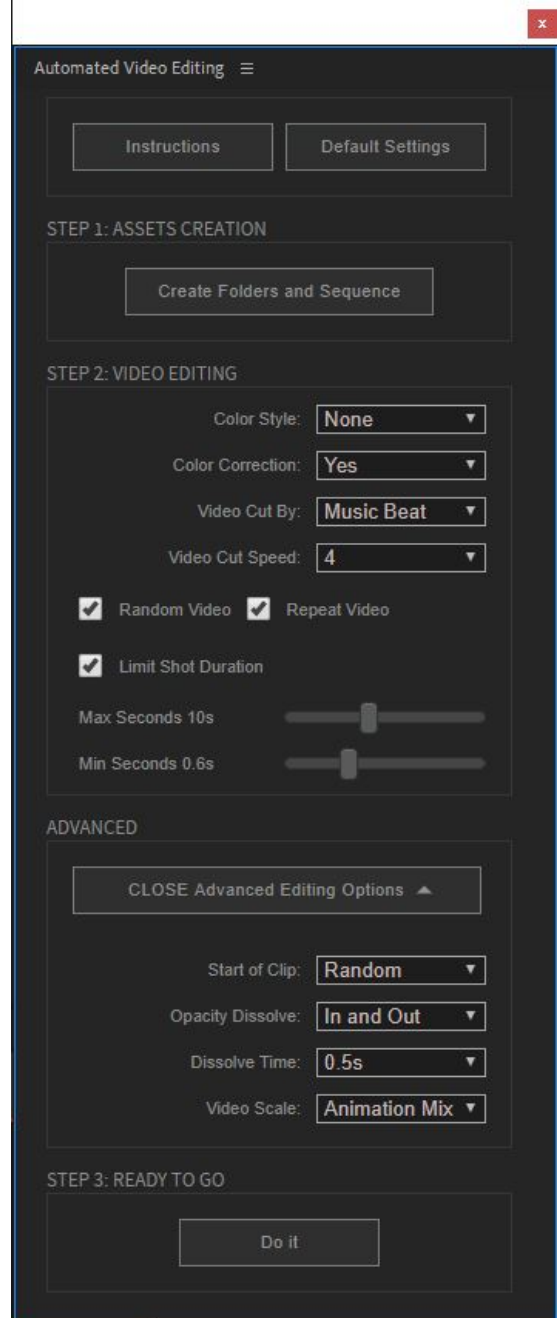 x
Automated Video Editing
Instructions Default Settings
STEP 1: ASSETS CREATION
Create Folders and Sequence
STEP 2: VIDEO EDITING
Color Style: None
Color Correction: Yes
Video Cut By: Music Beat
Video Cut Speed: 4
Random Video Repeat Video
Limit Shot Duration
Max Seconds 10s
Min Seconds 0.6s
ADVANCED
CLOSE Advanced Editing Options
Start of Clip: Random
Opacity Dissolve: In and Out
Dissolve Time: 0.5s
Video Scale: Animation Mix
STEP 3: READY TO GO
Do it